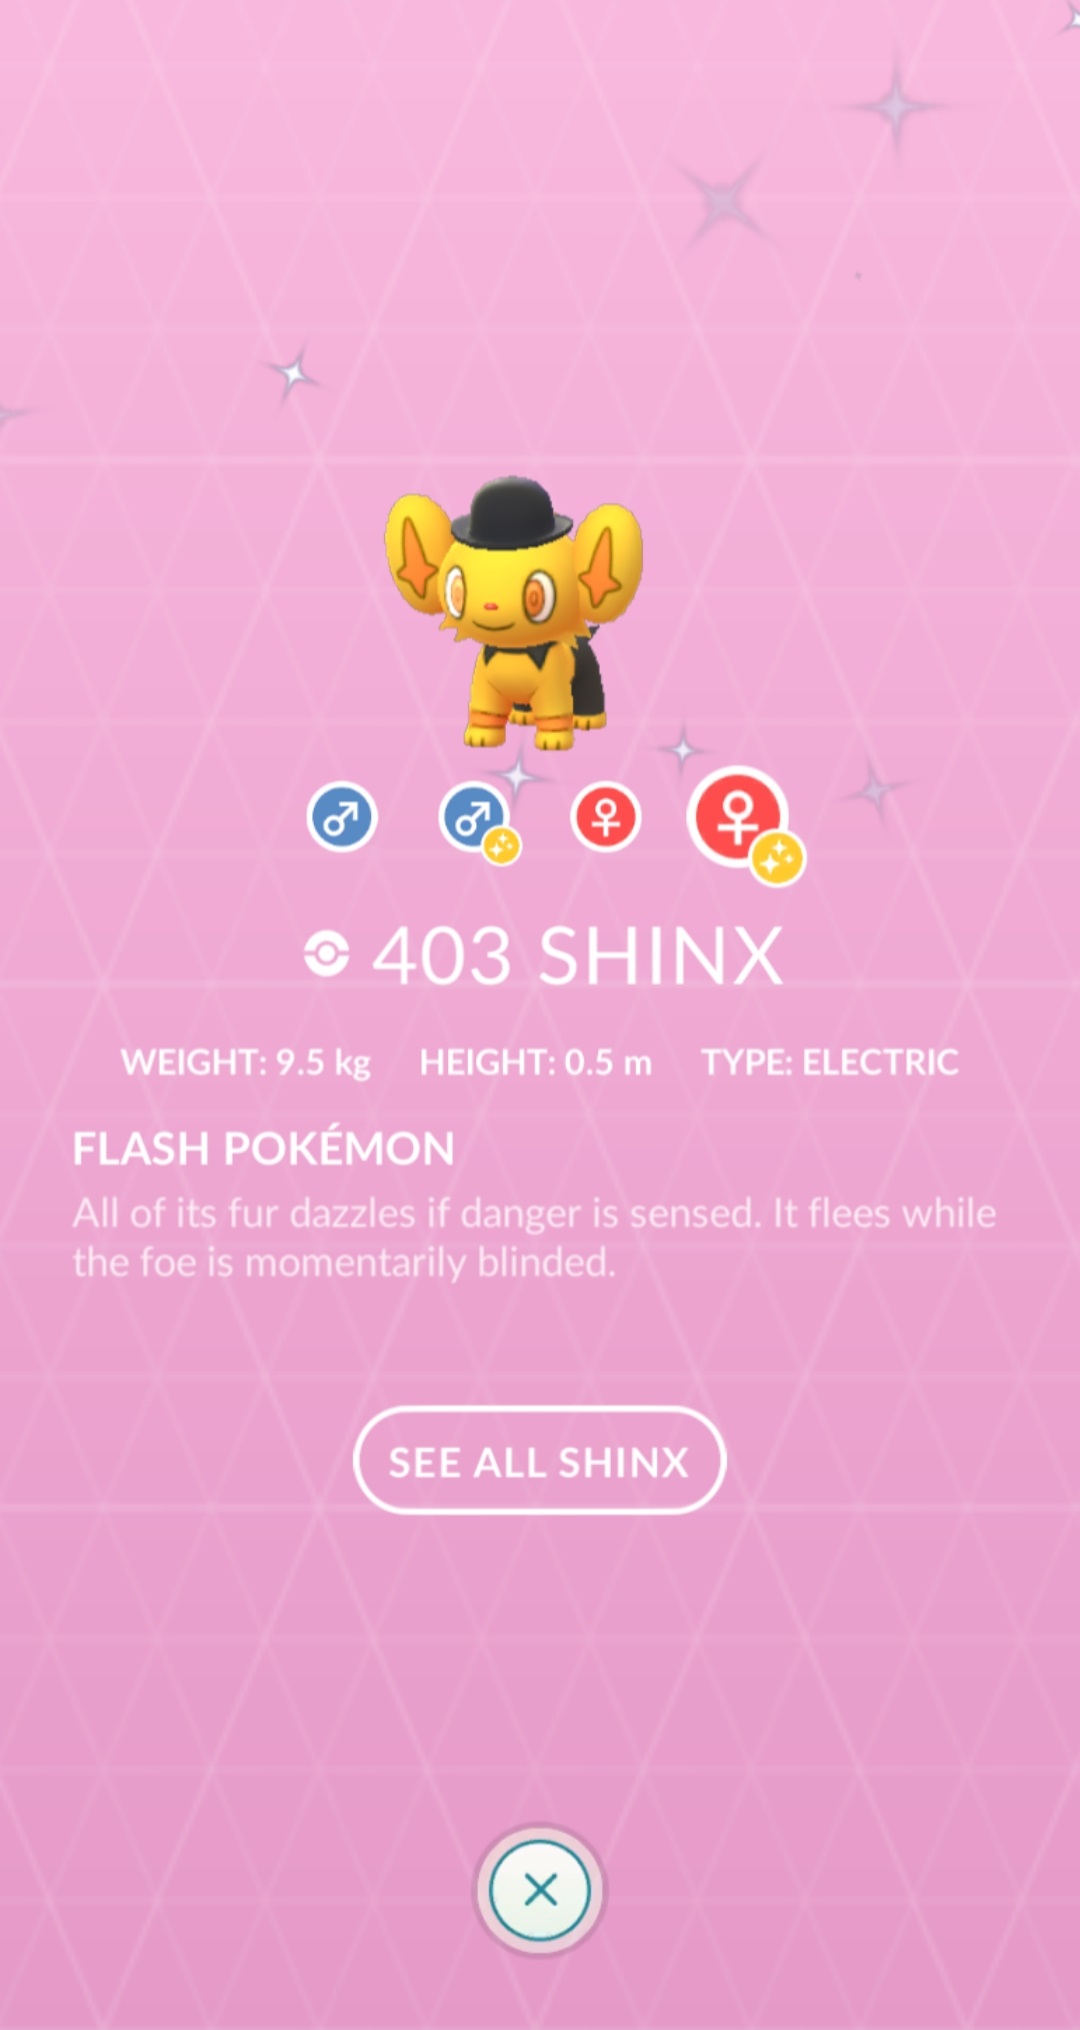 403 SHINX
WEIGHT: 9.5 kg HEIGHT: 0.5 m TYPE: ELECTRIC
FLASH POKÉMON
All of its fur dazzles if danger is sensed. It flees while
the foe is momentarily blinded.
SEE ALL SHINX